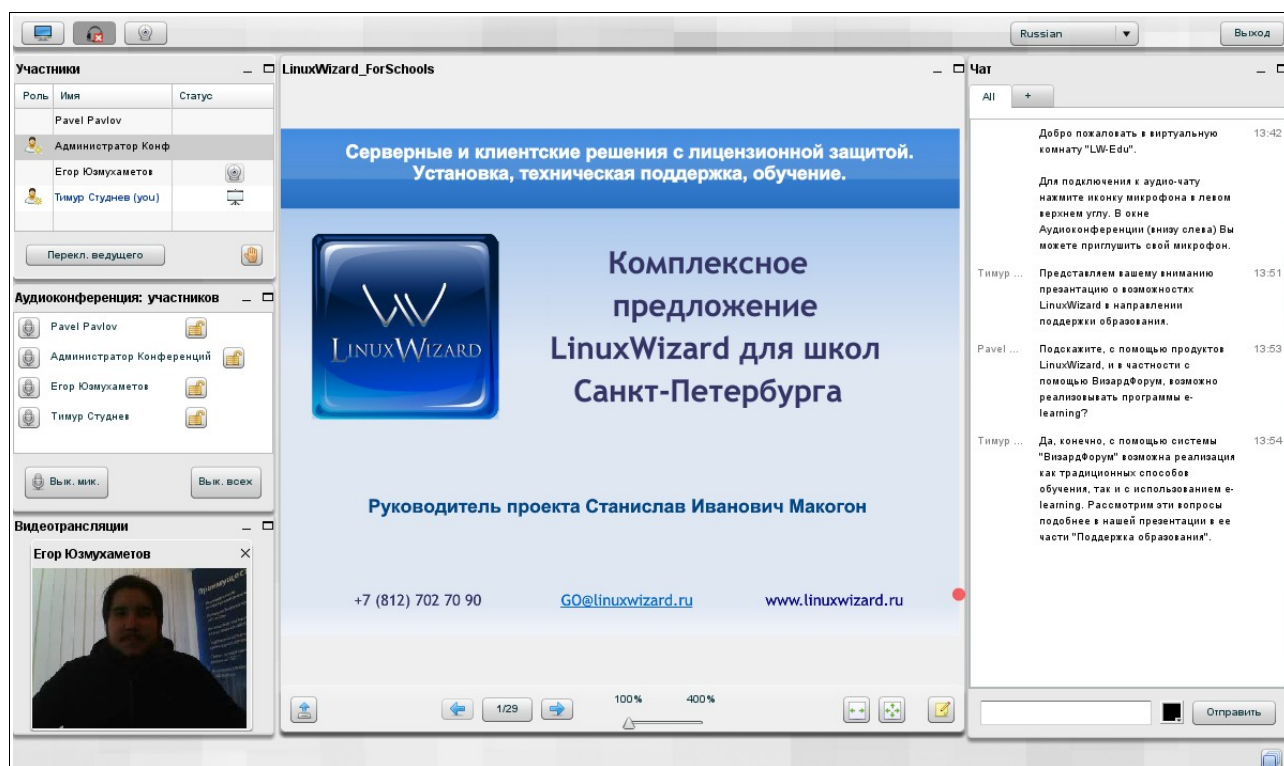 Russian
Выход
Участники
Роль Имя Статус
Pavel Pavlov
Администратор Конф
Егор Юзмухаметов
Тимур Студнев (you)
Перекл. ведущего
Аудиоконференция: участников
Pavel Pavlov
Администратор Конференций
Егор Юзмухаметов
Тимур Студнев
Вык. мик.
Вык. всех
Видеотрансляции
Егор Юзмухаметов
LinuxWizard_ForSchools
Серверные и клиентские решения с лицензионной защитой.
Установка, техническая поддержка, обучение.
LINUXWIZARD
Комплексное
предложение
LinuxWizard для школ
Санкт-Петербурга
Руководитель проекта Станислав Иванович Макогон
+7 (812) 702 70 90 GO@linuxwizard.ru www.linuxwizard.ru
1/29
100% 400%
Чат
All +
Добро пожаловать в виртуальную 13:42
комнату "LW-Edu".
Для подключения к аудио-чату
нажмите иконку микрофона в левом
верхнем углу. В окне
Аудиоконференции (внизу слева) Вы
можете приглушить свой микрофон.
Тимур ... Представляем вашему вниманию 13:51
презантацию о возможностях
LinuxWizard в направлении
поддержки образования.
Pavel ... Подскажите, с помощью продуктов 13:53
LinuxWizard, и в частности с
помощью ВизардФорум, возможно
реализовывать программы e-
learning?
Тимур ... Да, конечно, с помощью системы 13:54
"ВизардФорум" возможна реализация
как традиционных способов
обучения, так и с использованием e-
learning. Рассмотрим эти вопросы
подобнее в нашей презентации в ее
части "Поддержка образования".
Отправить